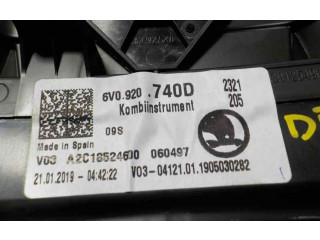 6V0.920 .740D 2321
Kombiinstrument 205
09S
Made in Spain
V03 A2C18524600 060497
21.01.2019 - 04:42:22 V03-04121.01.1905030282